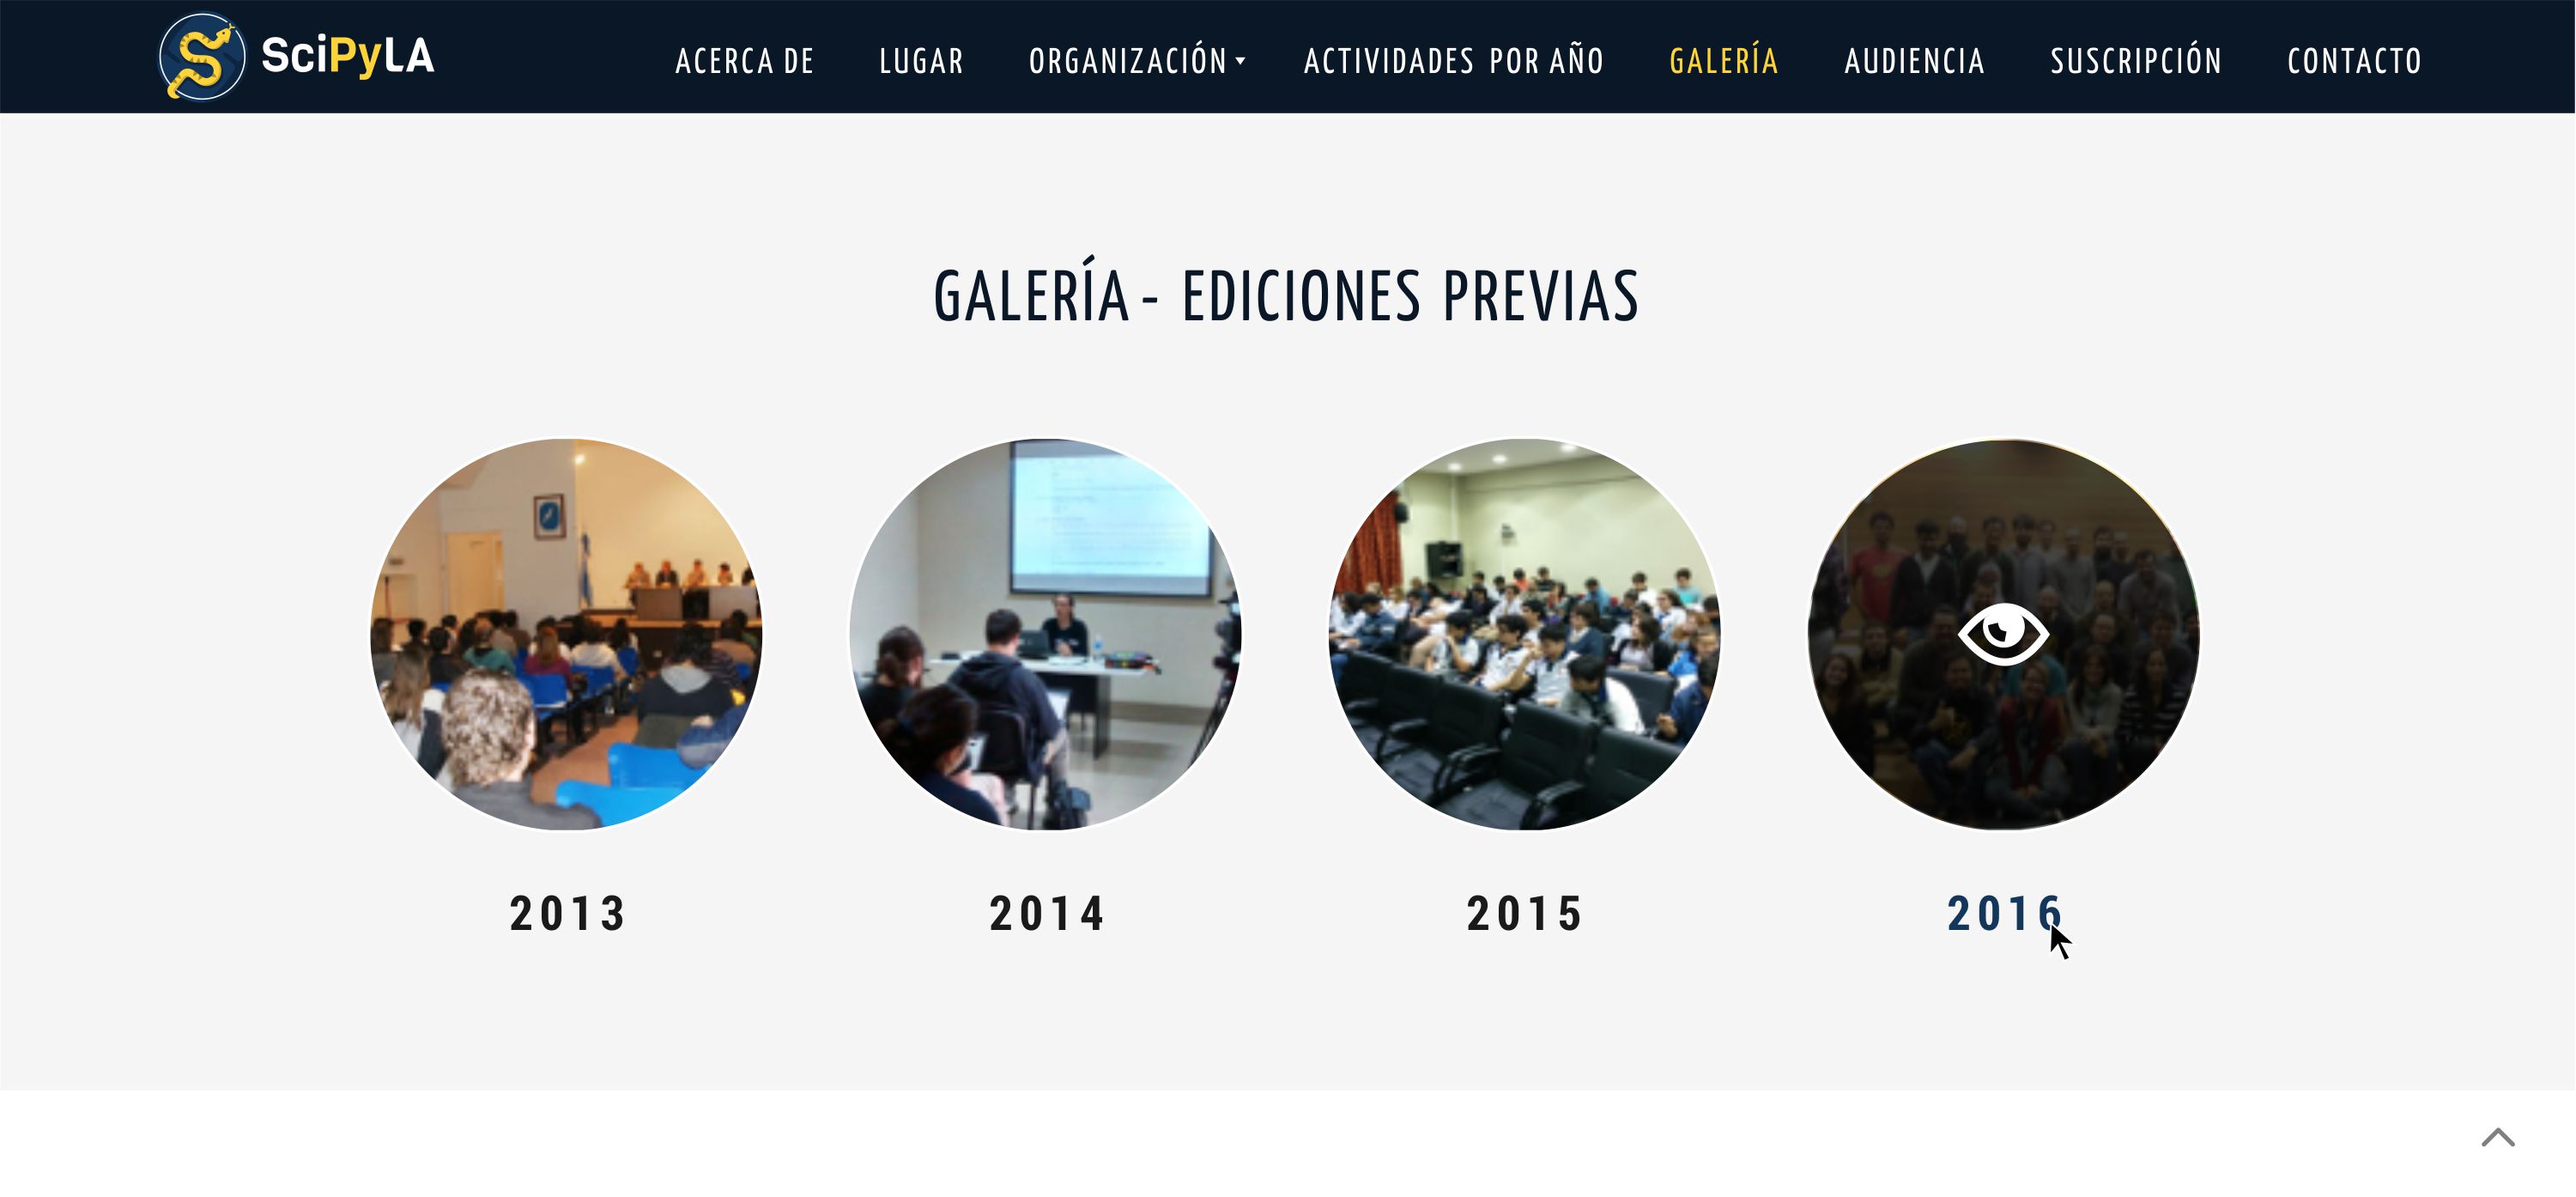 SciPyLA
ACERCA DE LUGAR ORGANIZACIÓN ACTIVIDADES POR AÑO GALERÍA AUDIENCIA SUSCRIPCIÓN CONTACTO
GALERÍA - EDICIONES PREVIAS
2013 2014 2015 2016